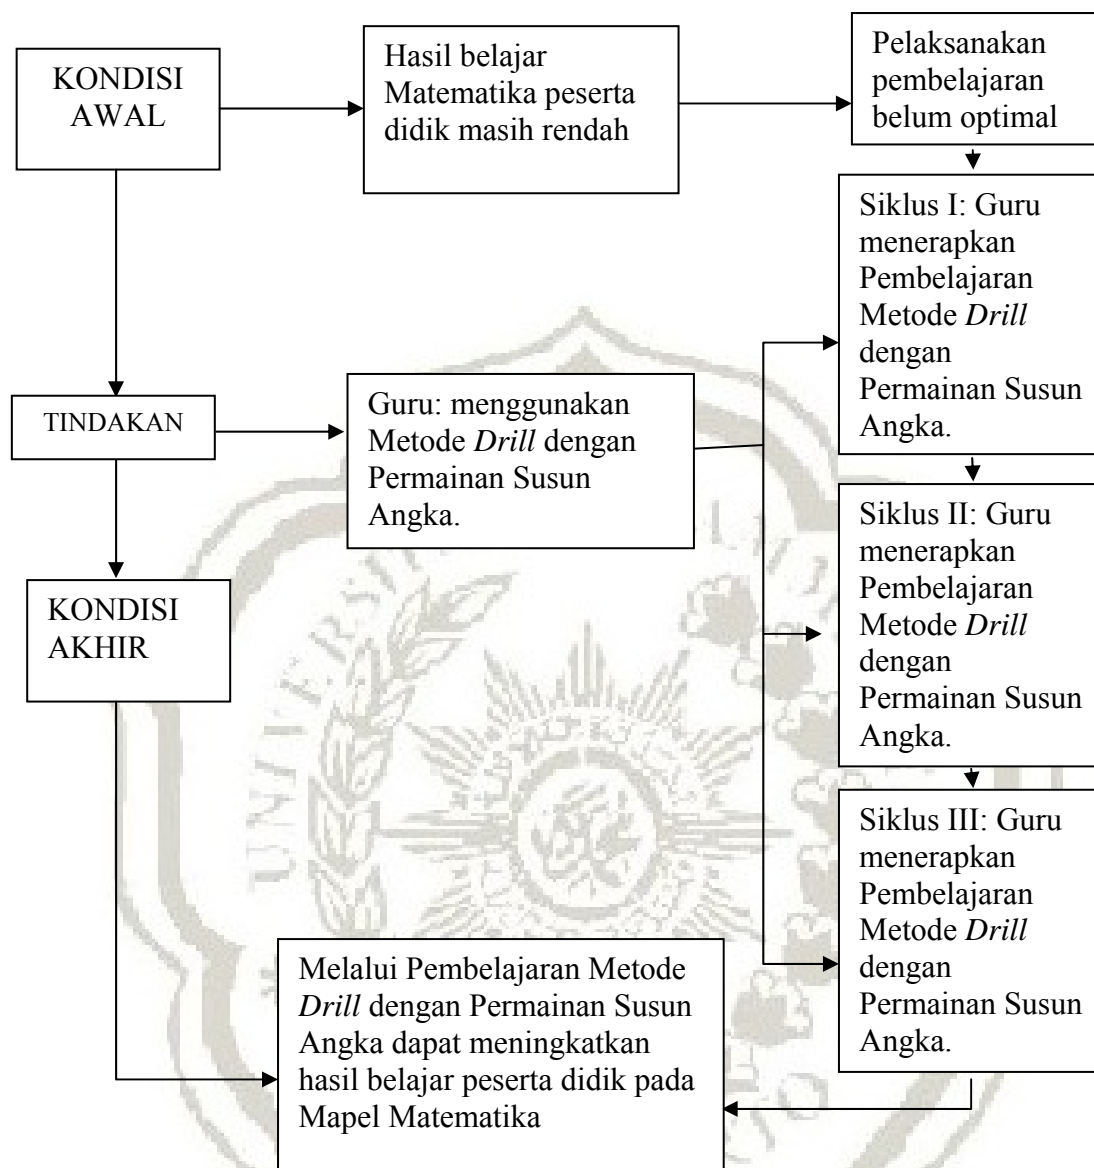 KONDISI
AWAL
Hasil belajar
Matematika peserta
didik masih rendah
Pelaksanakan
pembelajaran
belum optimal
Siklus I: Guru
menerapkan
Pembelajaran
Metode Drill
dengan
Permainan Susun
Angka.
TINDAKAN
Guru: menggunakan
Metode Drill dengan
Permainan Susun
Angka.
Siklus II: Guru
menerapkan
Pembelajaran
Metode Drill
dengan
Permainan Susun
Angka.
KONDISI
AKHIR
Siklus III: Guru
menerapkan
Pembelajaran
Metode Drill
dengan
Permainan Susun
Angka.
Melalui Pembelajaran Metode
Drill dengan Permainan Susun
Angka dapat meningkatkan
hasil belajar peserta didik pada
Mapel Matematika